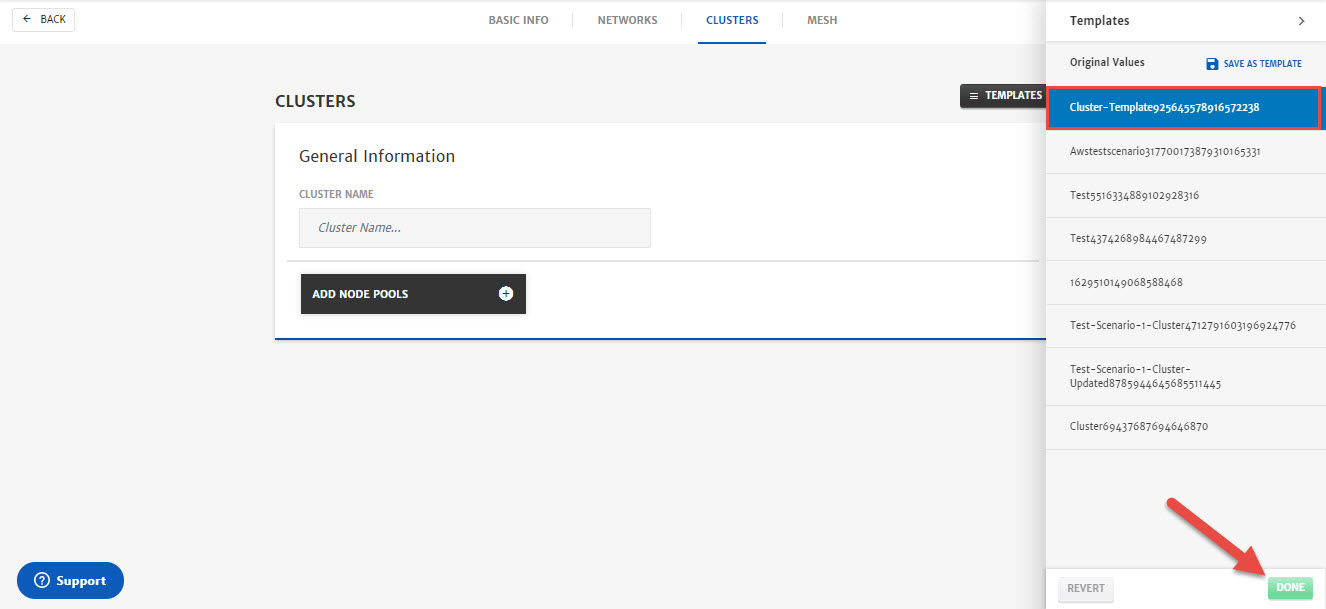 BACK
BASIC INFO
NETWORKS
CLUSTERS
MESH
Templates
Original Values
SAVE AS TEMPLATE
CLUSTERS
TEMPLATES
General Information
CLUSTER NAME
Cluster Name...
ADD NODE POOLS
Cluster-Template925645578916572238
Awstestscenario317700173879310165331
Test5516334889102928316
Test4374268984467487299
1629510149068588468
Test-Scenario-1-Cluster4712791603196924776
Test-Scenario-1-Cluster-
Updated8785944645685511445
Cluster69437687694646870
Support
REVERT
DONE